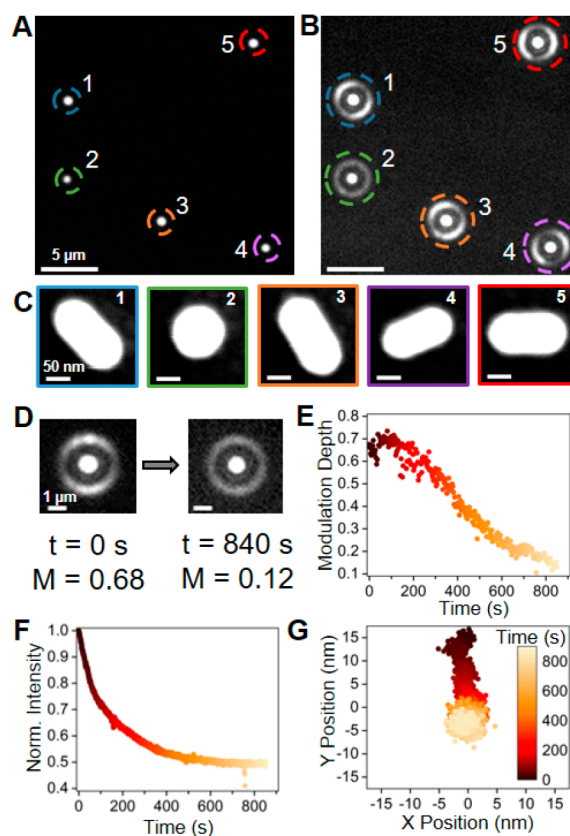 A
5
1
2
3
4
5 µm
B
5
1
2
3
4
C
1
50 nm
2
3
4
5
D
1 µm
t = 0 s
M = 0.68
t = 840 s
M = 0.12
E
Modulation Depth
0.8
0.7
0.6
0.5
0.4
0.3
0.2
0.1
0 200 400 600 800
Time (s)
F
Norm. Intensity
1.0
0.9
0.8
0.7
0.6
0.5
0.4
0 200 400 600 800
Time (s)
G
Time (s)
800
600
400
200
0
Y Position (nm)
15
10
5
0
-5
-10
-15
-15 -10 -5 0 5 10 15
X Position (nm)